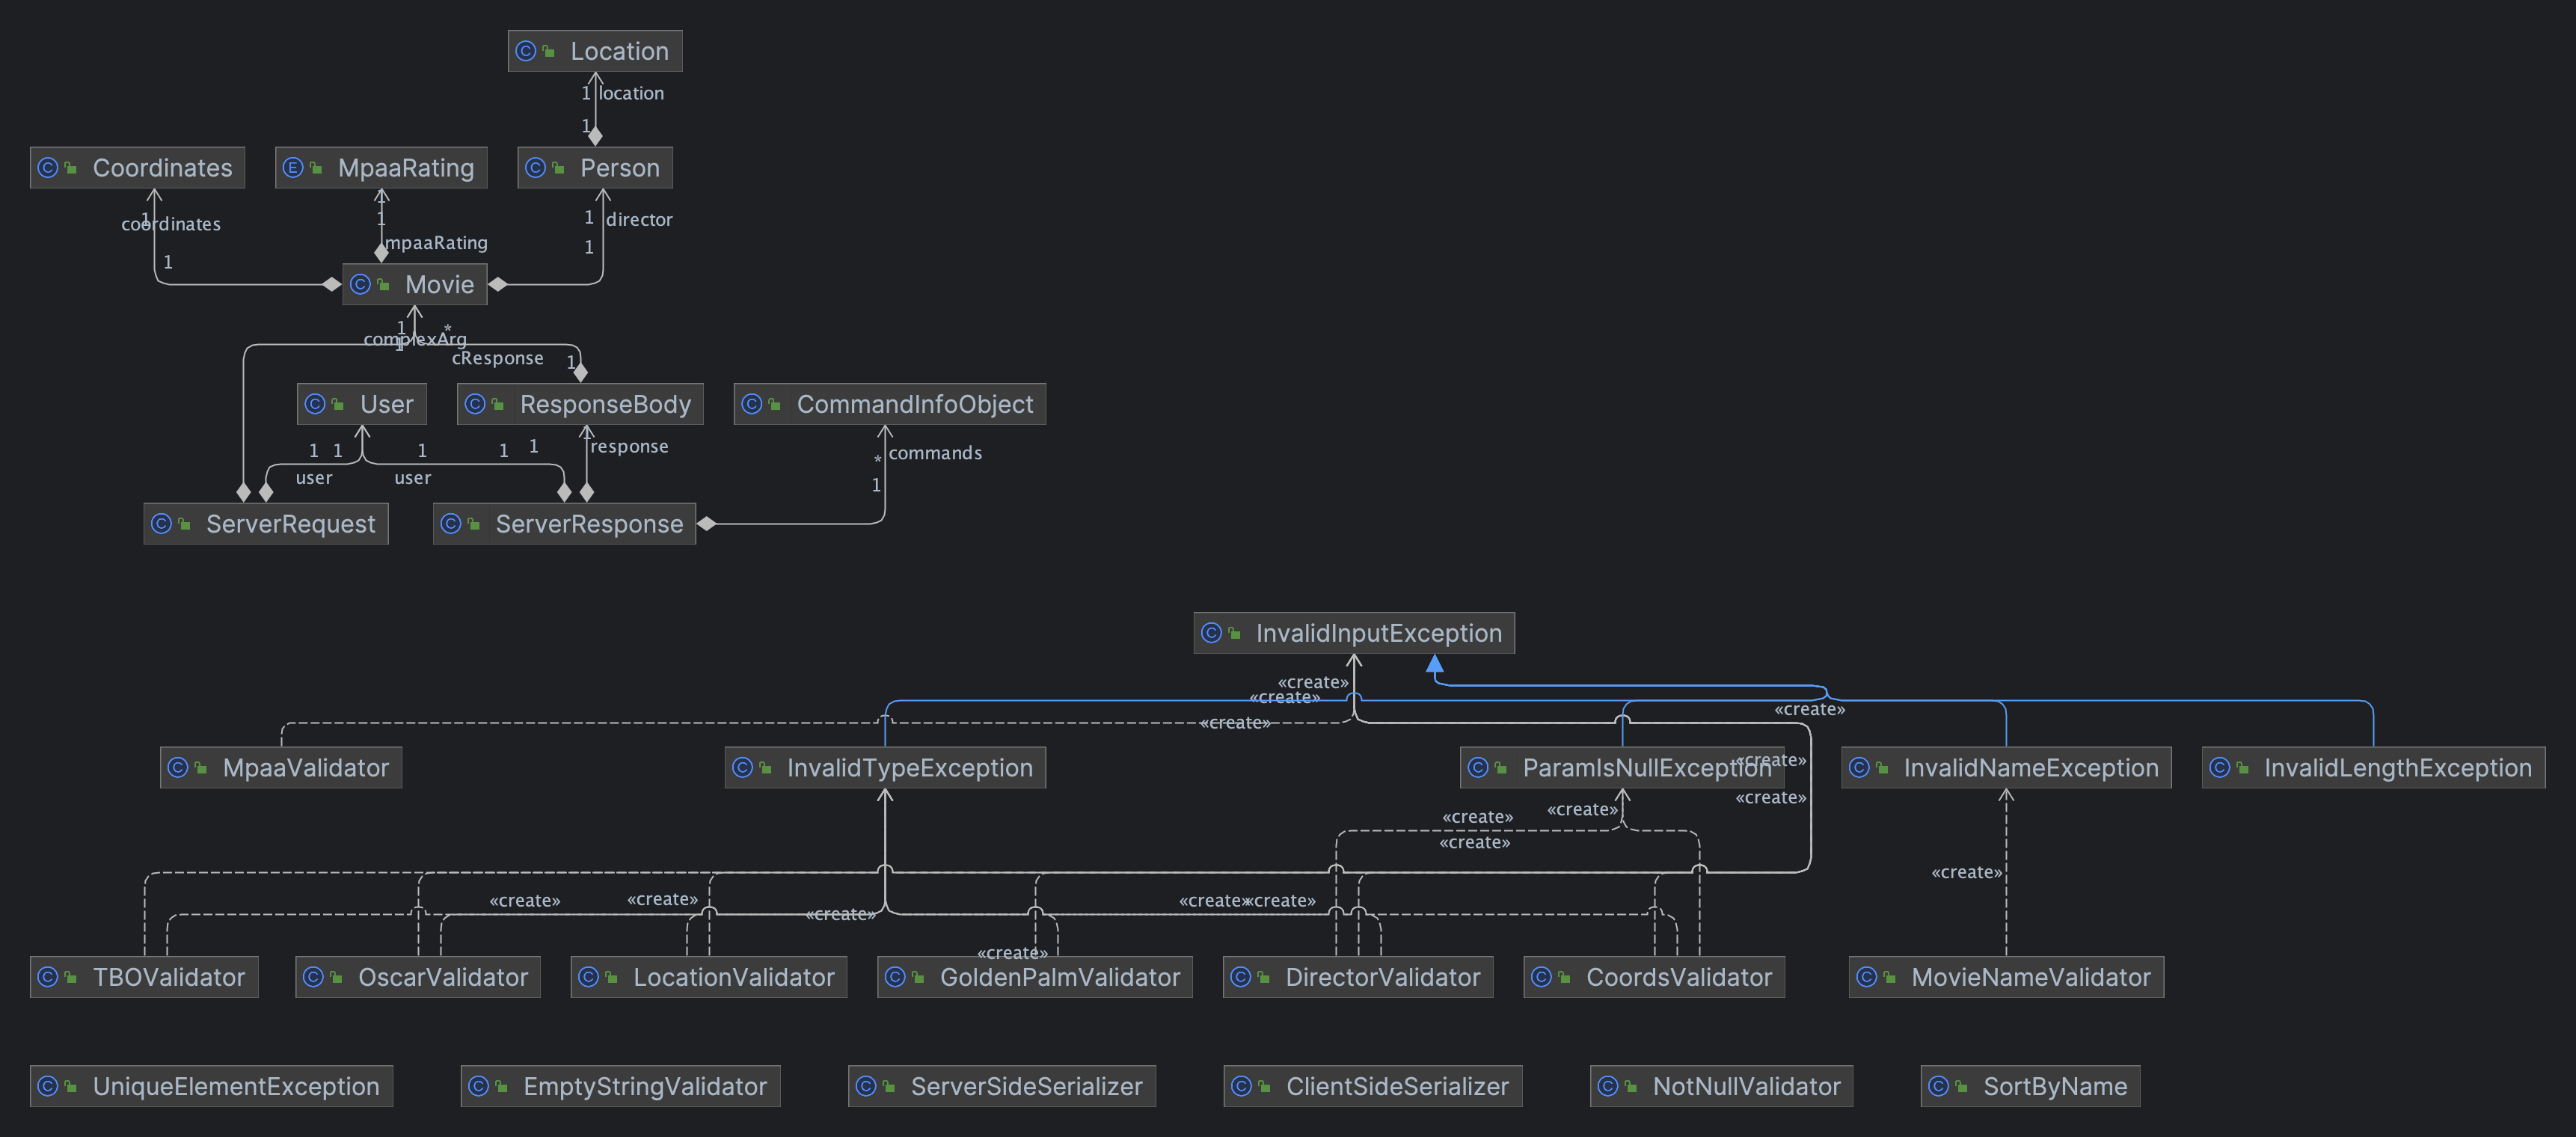 Location
1 location
1
Coordinates
MpaaRating
Person
1
coordinates
1
1
1
mpaaRating
1 director
1
Movie
1
complexArg
1
*
cResponse
1
User
ResponseBody
CommandInfoObject
1 1 1 1 1
1
response
user
user
* commands
1
ServerRequest
ServerResponse
InvalidInputException
«create»
«create»
«create»
«create»
MpaaValidator
InvalidTypeException
ParamIsNullException
«create»
InvalidNameException
InvalidLengthException
«create»
«create»
«create»
«create»
«create»
«create»
«create»
«create»
«create»
«create»
«create»
TBOValidator
OscarValidator
LocationValidator
GoldenPalmValidator
DirectorValidator
CoordsValidator
MovieNameValidator
UniqueElementException
EmptyStringValidator
ServerSideSerializer
ClientSideSerializer
NotNullValidator
SortByName